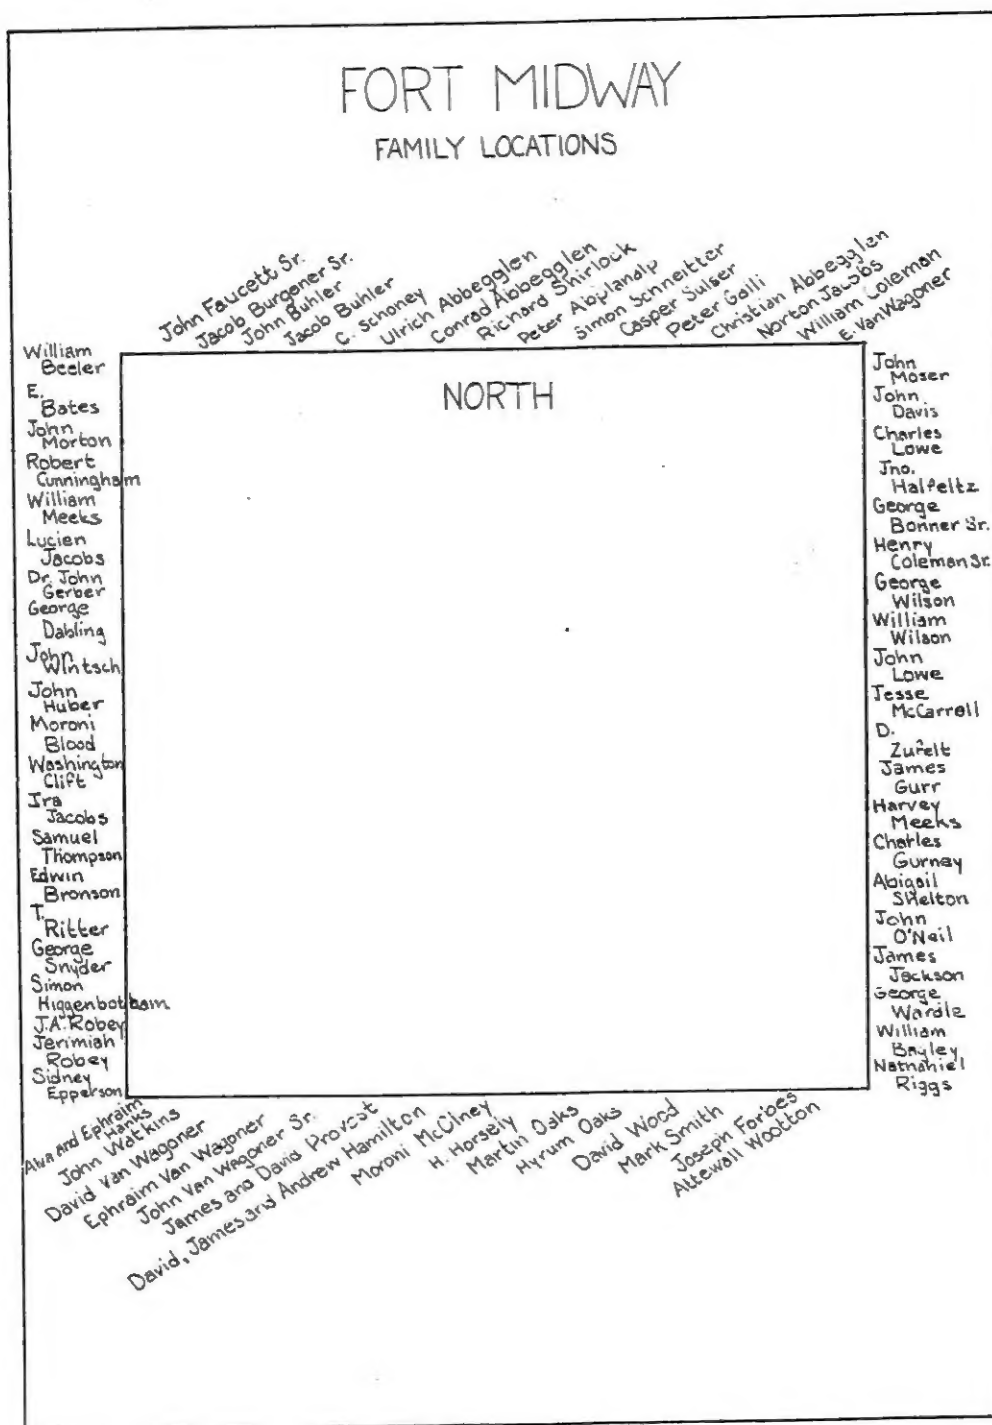 FORT MIDWAY
FAMILY LOCATIONS
John Faucett Sr.
Jacob Burgener Sr.
John Buhler
Jacob Buhler
C. Schoney
Ulrich Abbegglen
Conrad Abbegglen
Richard Shirlock
Peter Abplanalp
Simon Schneitter
Casper Sulser
Peter Galli
Christian Abbegglen
Norton Jacobs
William Coleman
E. Van Wagoner
NORTH
William
Beeler
E.
Bates
John
Morton
Robert
Cunningham
William
Meeks
Lucien
Jacobs
Dr. John
Gerber
George
Dabling
John
Wintsch
John
Huber
Moroni
Blood
Washington
Clift
Ira
Jacobs
Samuel
Thompson
Edwin
Bronson
T.
Ritter
George
Snyder
Simon
Higgenbotham
J.A. Robey
Jerimiah
Robey
Sidney
Epperson
John
Moser
John
Davis
Charles
Lowe
Jno.
Halfeltz
George
Bonner Sr.
Henry
Coleman Sr.
George
Wilson
William
Wilson
John
Lowe
Jesse
McCarrell
D.
Zufelt
James
Gurr
Harvey
Meeks
Charles
Gurney
Abigail
Shelton
John
O'Neil
James
Jackson
George
Wardle
William
Bagley
Nathahiel
Riggs
Alva and Ephraim
Hanks
John Watkins
David Van Wagoner
Ephraim Van Wagoner
John Van Wagoner Sr.
James and David Provost
David, James and Andrew Hamilton
Moroni McOlney
H. Horsely
Martin Oaks
Hyrum Oaks
David Wood
Mark Smith
Joseph Forbes
Attewall Wootton